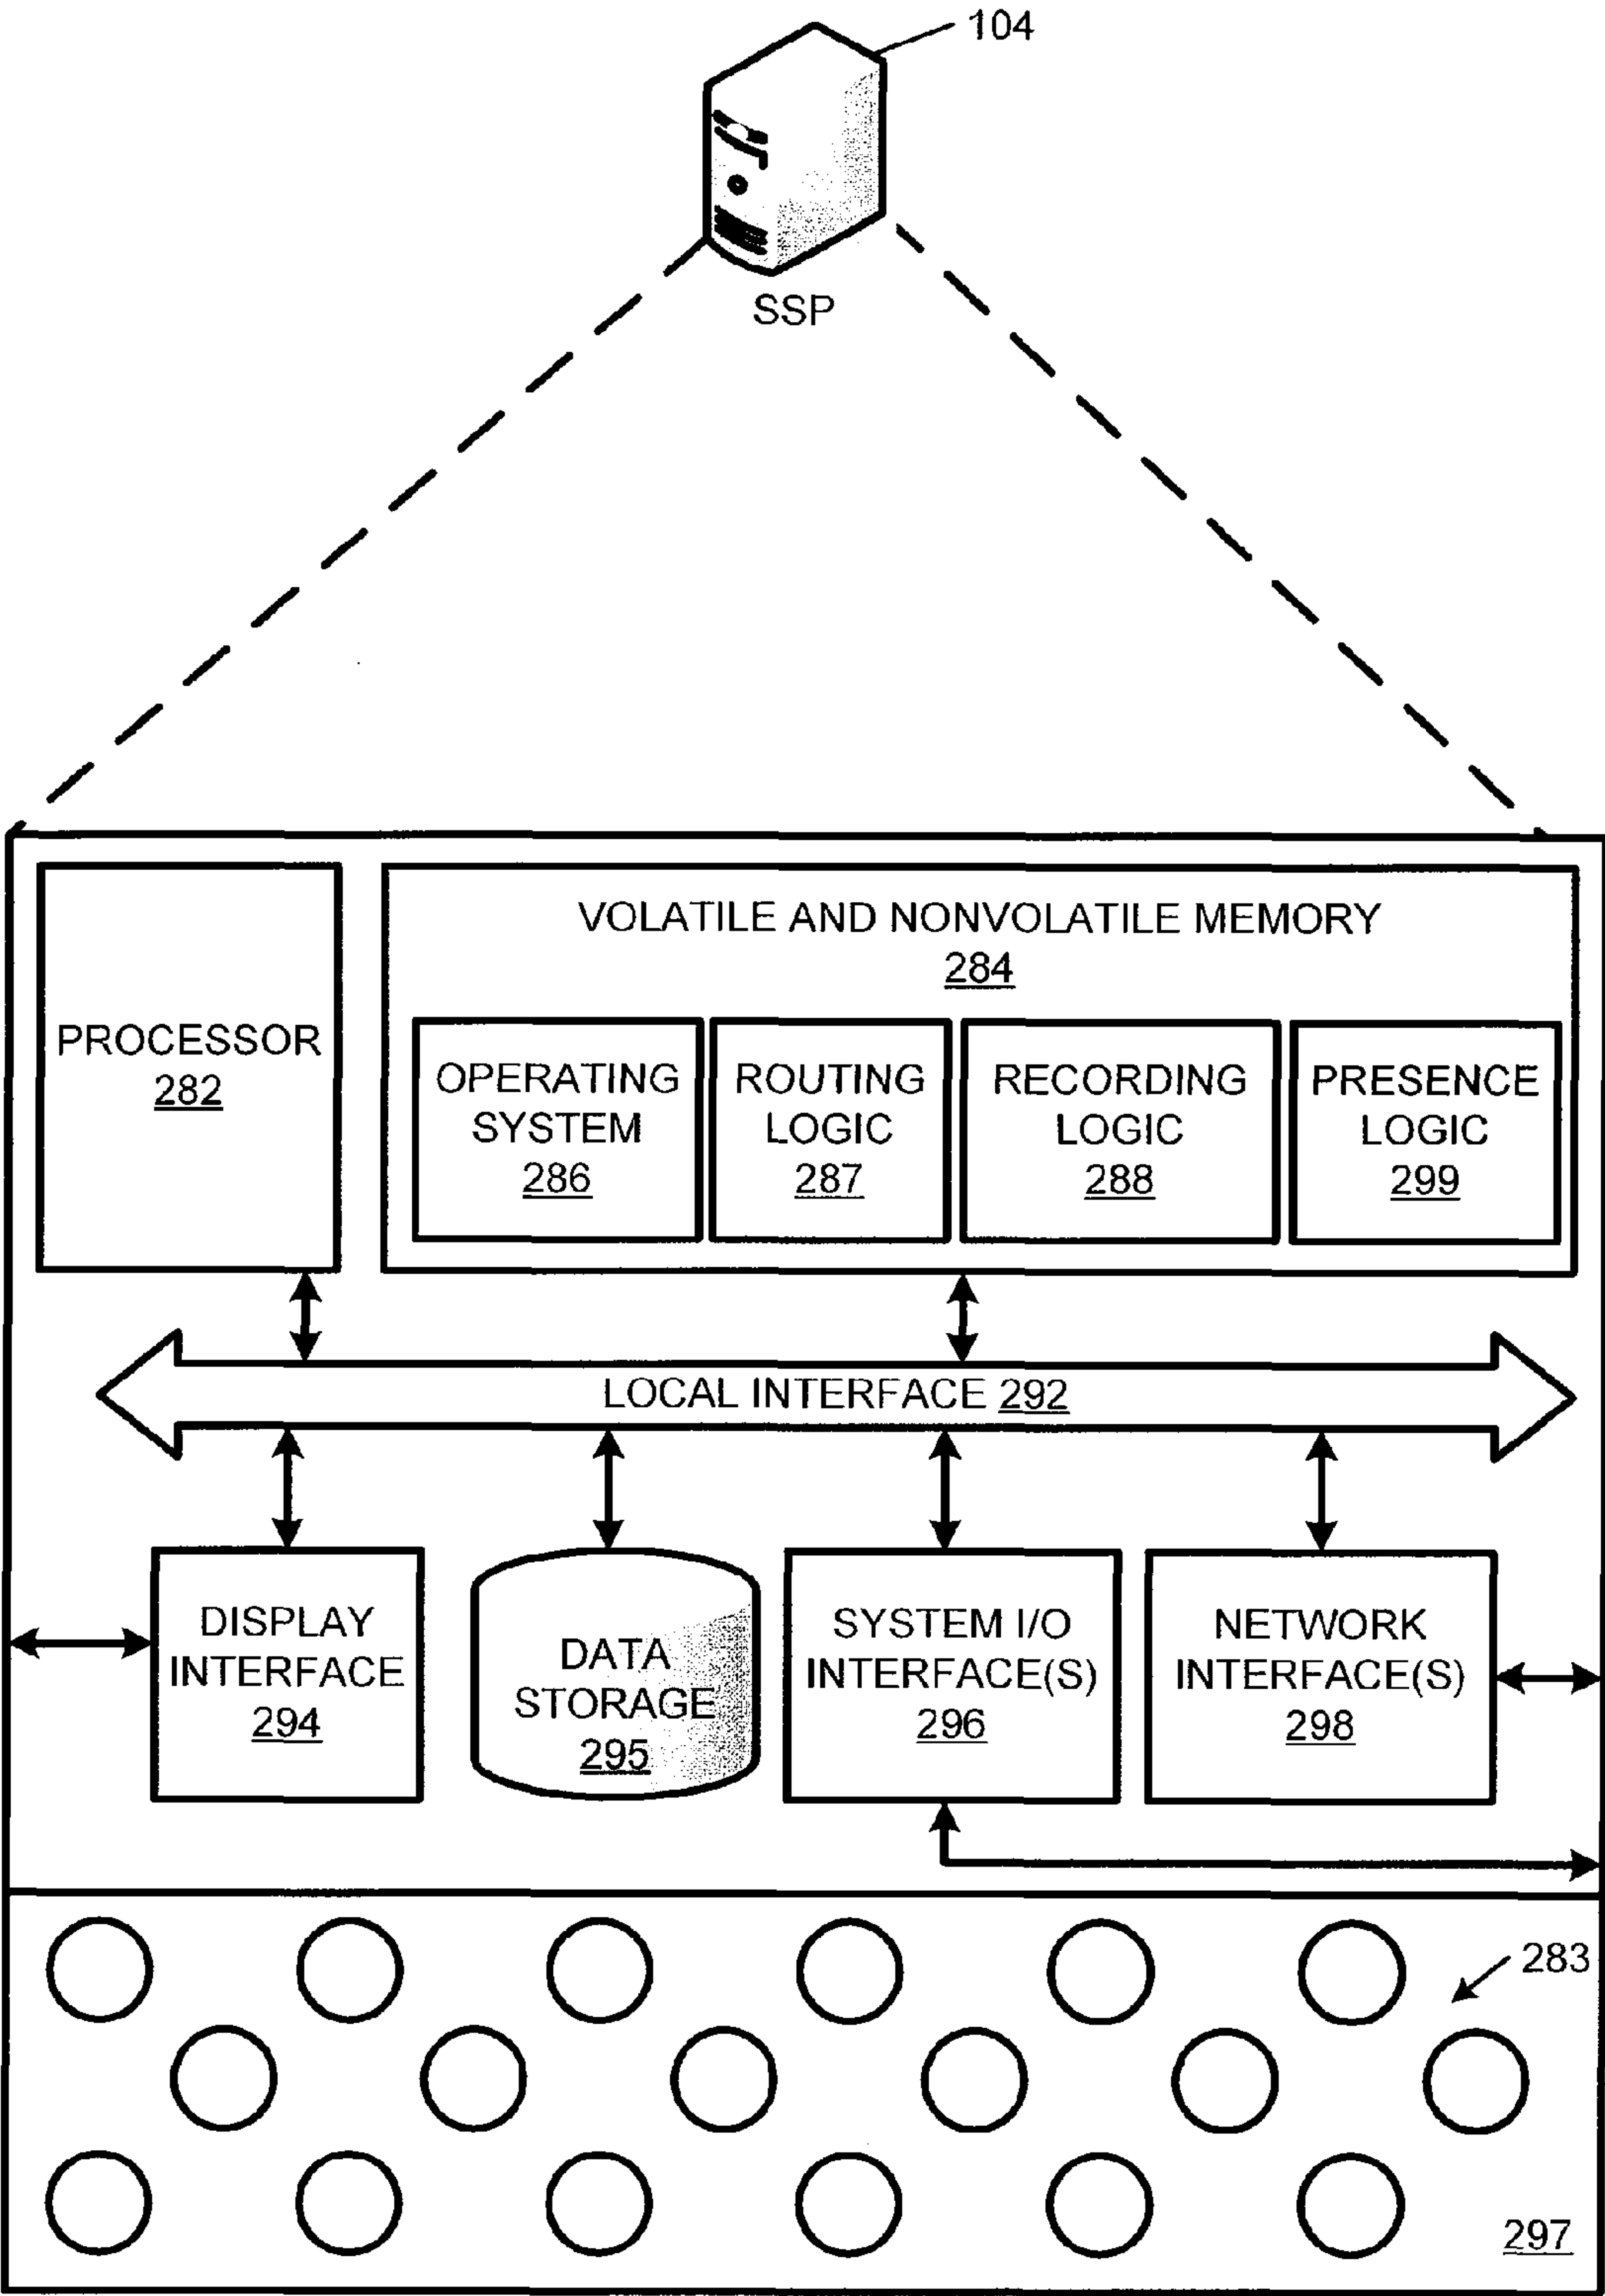 104
SSP
VOLATILE AND NONVOLATILE MEMORY
284
PROCESSOR
282
OPERATING
SYSTEM
286
ROUTING
LOGIC
287
RECORDING
LOGIC
288
PRESENCE
LOGIC
299
LOCAL INTERFACE 292
DISPLAY
INTERFACE
294
DATA
STORAGE
295
SYSTEM I/O
INTERFACE(S)
296
NETWORK
INTERFACE(S)
298
283
297